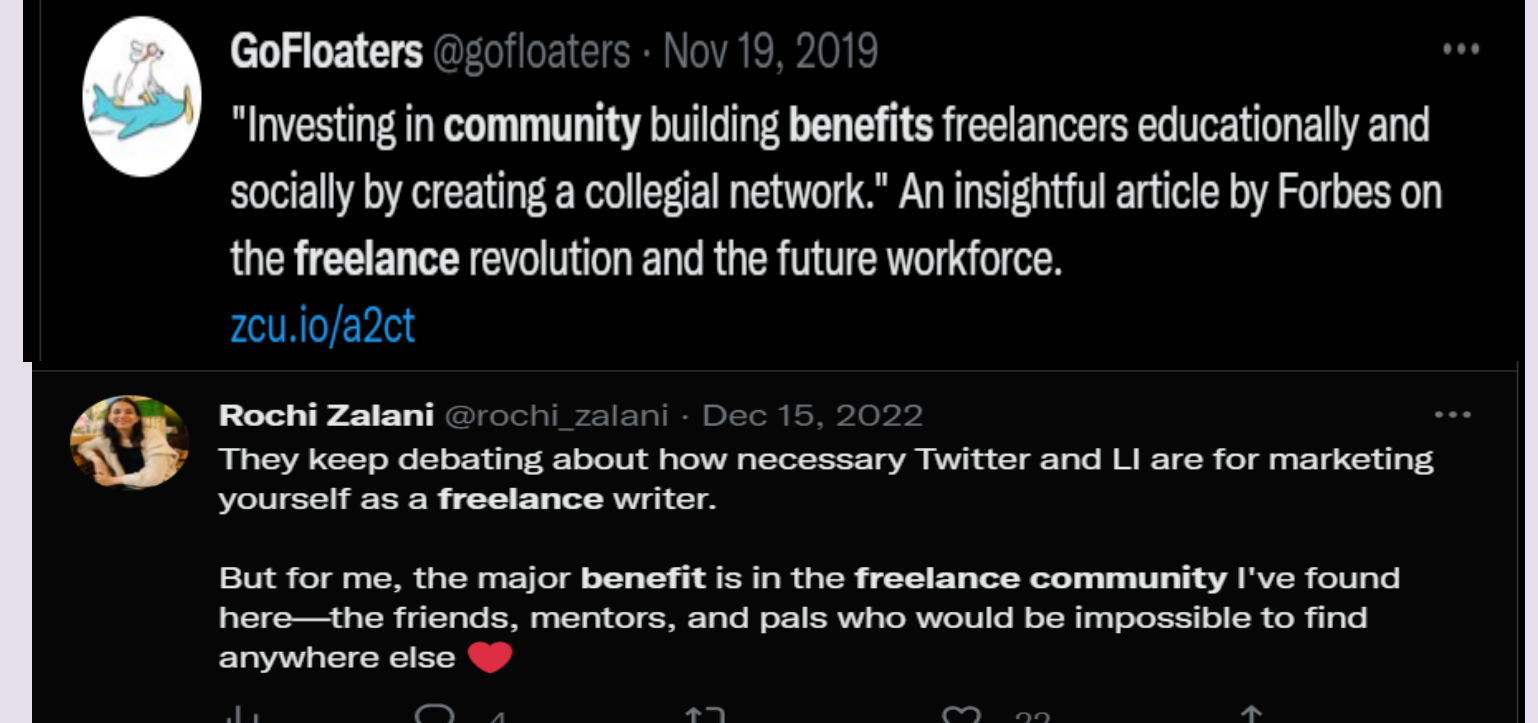 GoFloaters @gofloaters · Nov 19, 2019
"Investing in community building benefits freelancers educationally and
socially by creating a collegial network." An insightful article by Forbes on
the freelance revolution and the future workforce.
zcu.io/a2ct
Rochi Zalani @rochi_zalani · Dec 15, 2022
They keep debating about how necessary Twitter and LI are for marketing
yourself as a freelance writer.
But for me, the major benefit is in the freelance community I've found
here—the friends, mentors, and pals who would be impossible to find
anywhere else ❤️